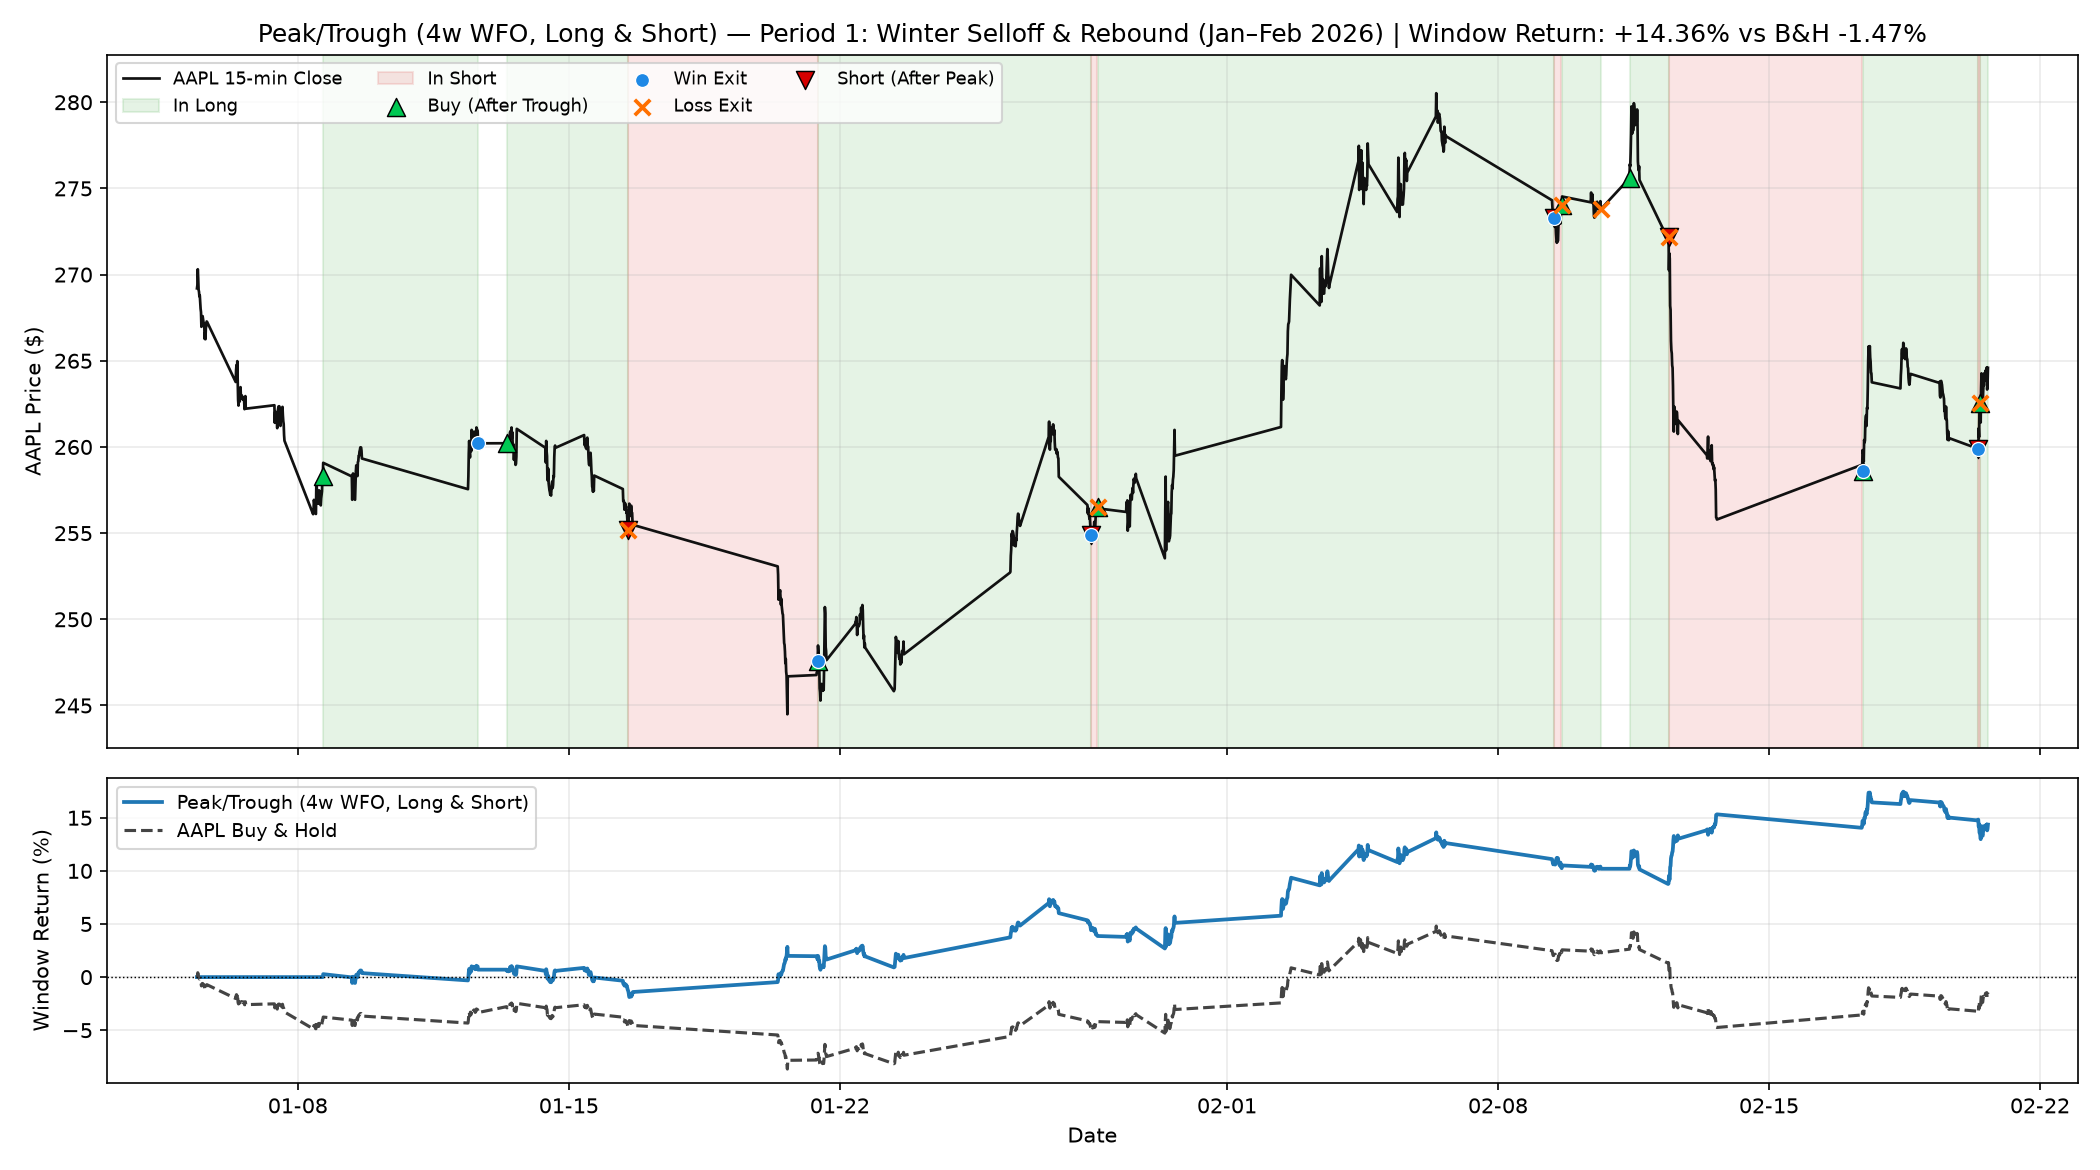 Peak/Trough (4w WFO, Long & Short) — Period 1: Winter Selloff & Rebound (Jan–Feb 2026) | Window Return: +14.36% vs B&H -1.47%
AAPL 15-min Close
In Long
In Short
Buy (After Trough)
Win Exit
Loss Exit
Short (After Peak)
AAPL Price ($)
280
275
270
265
260
255
250
245
Peak/Trough (4w WFO, Long & Short)
AAPL Buy & Hold
Window Return (%)
15
10
5
0
−5
01-08
01-15
01-22
02-01
02-08
02-15
02-22
Date